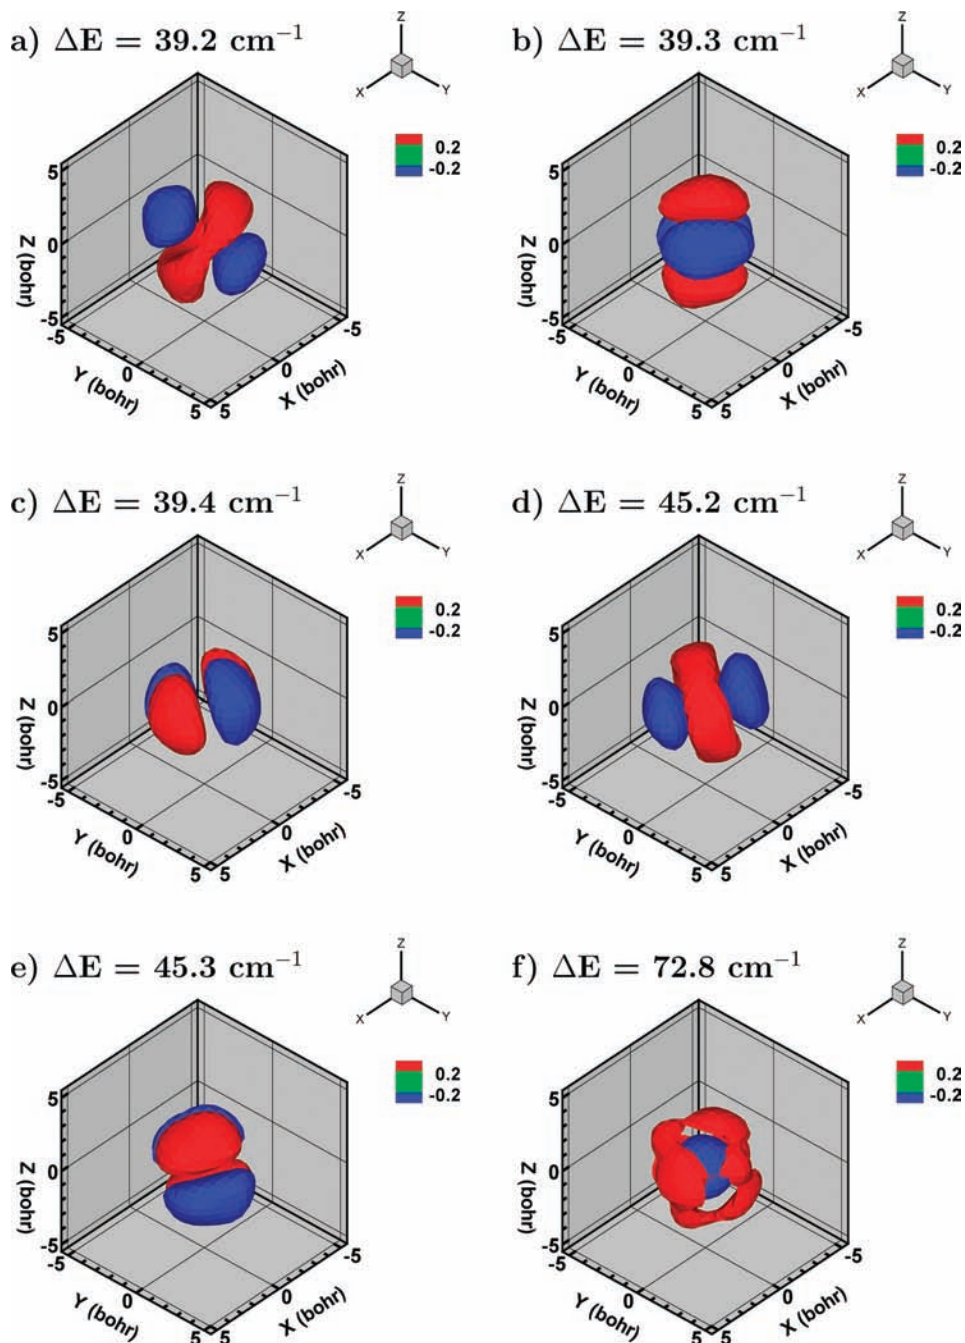 a) ΔE = 39.2 cm⁻¹
Z
X
Y
0.2
-0.2
5
0
-5
Z (bohr)
-5
0
5
Y (bohr)
5
0
-5
X (bohr)
b) ΔE = 39.3 cm⁻¹
Z
X
Y
0.2
-0.2
5
0
-5
Z (bohr)
-5
0
5
Y (bohr)
5
0
-5
X (bohr)
c) ΔE = 39.4 cm⁻¹
Z
X
Y
0.2
-0.2
5
0
-5
Z (bohr)
-5
0
5
Y (bohr)
5
0
-5
X (bohr)
d) ΔE = 45.2 cm⁻¹
Z
X
Y
0.2
-0.2
5
0
-5
Z (bohr)
-5
0
5
Y (bohr)
5
0
-5
X (bohr)
e) ΔE = 45.3 cm⁻¹
Z
X
Y
0.2
-0.2
5
0
-5
Z (bohr)
-5
0
5
Y (bohr)
5
0
-5
X (bohr)
f) ΔE = 72.8 cm⁻¹
Z
X
Y
0.2
-0.2
5
0
-5
Z (bohr)
-5
0
5
Y (bohr)
5
0
-5
X (bohr)